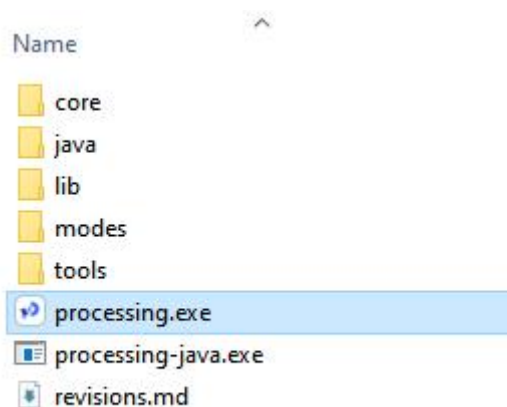 Name
core
java
lib
modes
tools
processing.exe
processing-java.exe
revisions.md